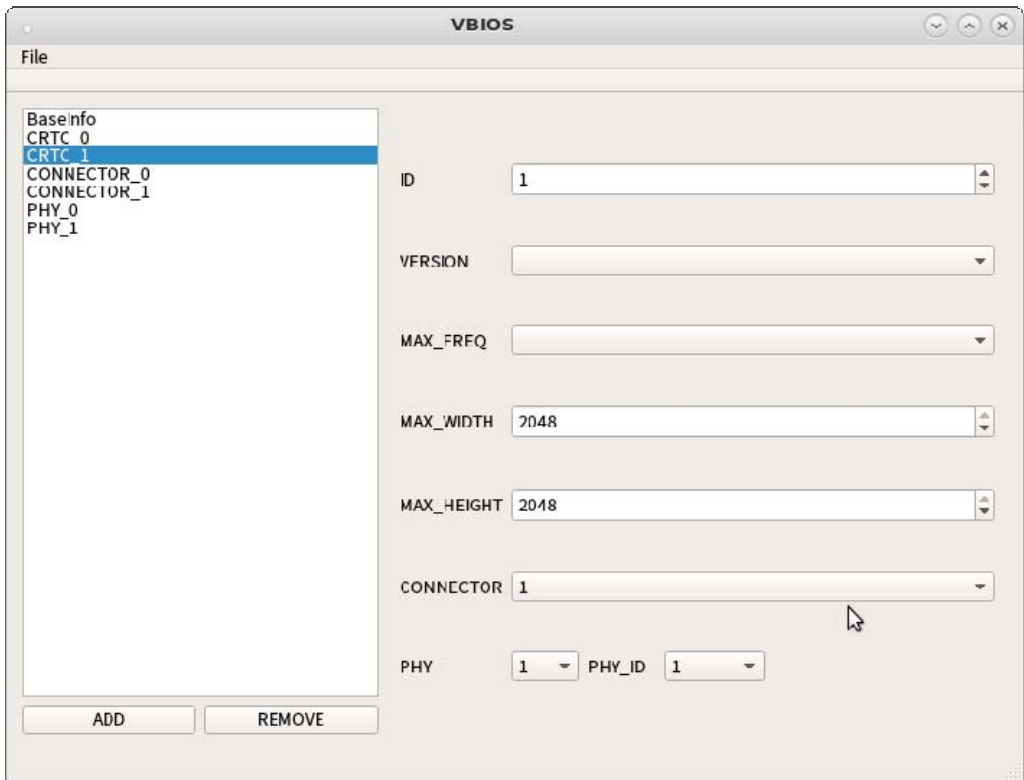 VBIOS
File
BaseInfo
CRTC_0
CRTC_1
CONNECTOR_0
CONNECTOR_1
PHY_0
PHY_1
ID 1
VERSION
MAX_FREQ
MAX_WIDTH 2048
MAX_HEIGHT 2048
CONNECTOR 1
PHY 1 PHY_ID 1
ADD REMOVE